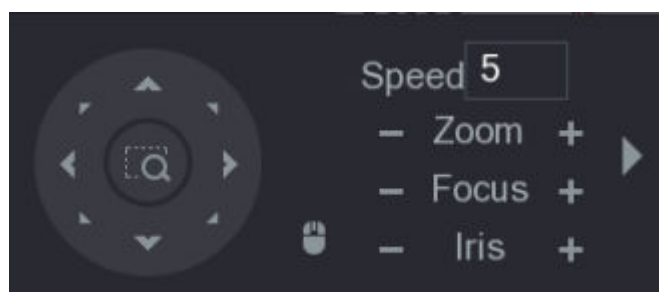 Speed 5
− Zoom +
− Focus +
− Iris +